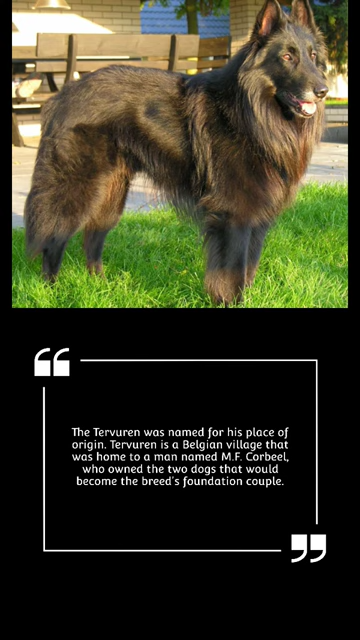 The Tervuren was named for his place of
origin. Tervuren is a Belgian village that
was home to a man named M.F. Corbeel,
who owned the two dogs that would
become the breed's foundation couple.